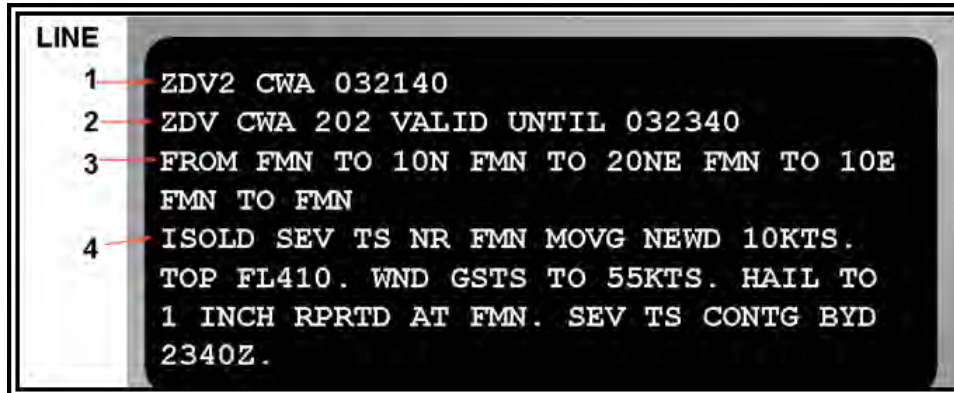 LINE
1 ZDV2 CWA 032140
2 ZDV CWA 202 VALID UNTIL 032340
3 FROM FMN TO 10N FMN TO 20NE FMN TO 10E
FMN TO FMN
4 ISOLD SEV TS NR FMN MOVG NEWD 10KTS.
TOP FL410. WND GSTS TO 55KTS. HAIL TO
1 INCH RPRTD AT FMN. SEV TS CONTG BYD
2340Z.